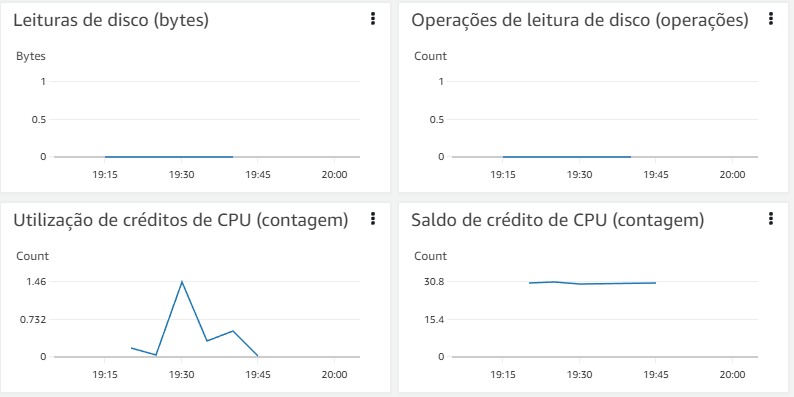 Leituras de disco (bytes)
Bytes
1
0.5
0
19:15 19:30 19:45 20:00
Operações de leitura de disco (operações)
Count
1
0.5
0
19:15 19:30 19:45 20:00
Utilização de créditos de CPU (contagem)
Count
1.46
0.732
0
19:15 19:30 19:45 20:00
Saldo de crédito de CPU (contagem)
Count
30.8
15.4
0
19:15 19:30 19:45 20:00